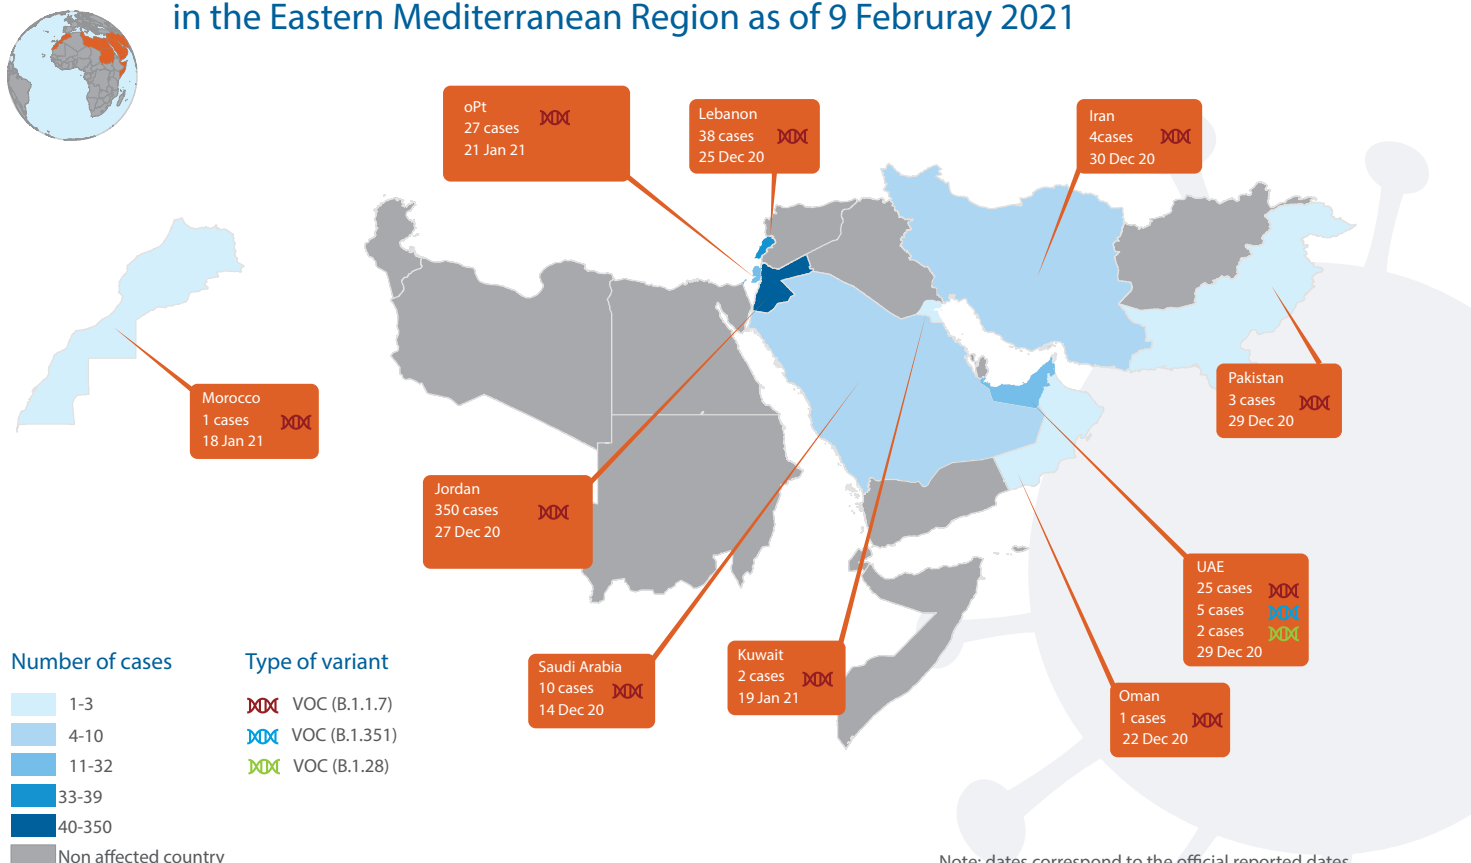 in the Eastern Mediterranean Region as of 9 Februray 2021
oPt
27 cases
21 Jan 21
Lebanon
38 cases
25 Dec 20
Iran
4cases
30 Dec 20
Morocco
1 cases
18 Jan 21
Pakistan
3 cases
29 Dec 20
Jordan
350 cases
27 Dec 20
UAE
25 cases
5 cases
2 cases
29 Dec 20
Saudi Arabia
10 cases
14 Dec 20
Kuwait
2 cases
19 Jan 21
Oman
1 cases
22 Dec 20
Number of cases
1-3
4-10
11-32
33-39
40-350
Non affected country
Type of variant
VOC (B.1.1.7)
VOC (B.1.351)
VOC (B.1.28)
Note: dates correspond to the official reported dates